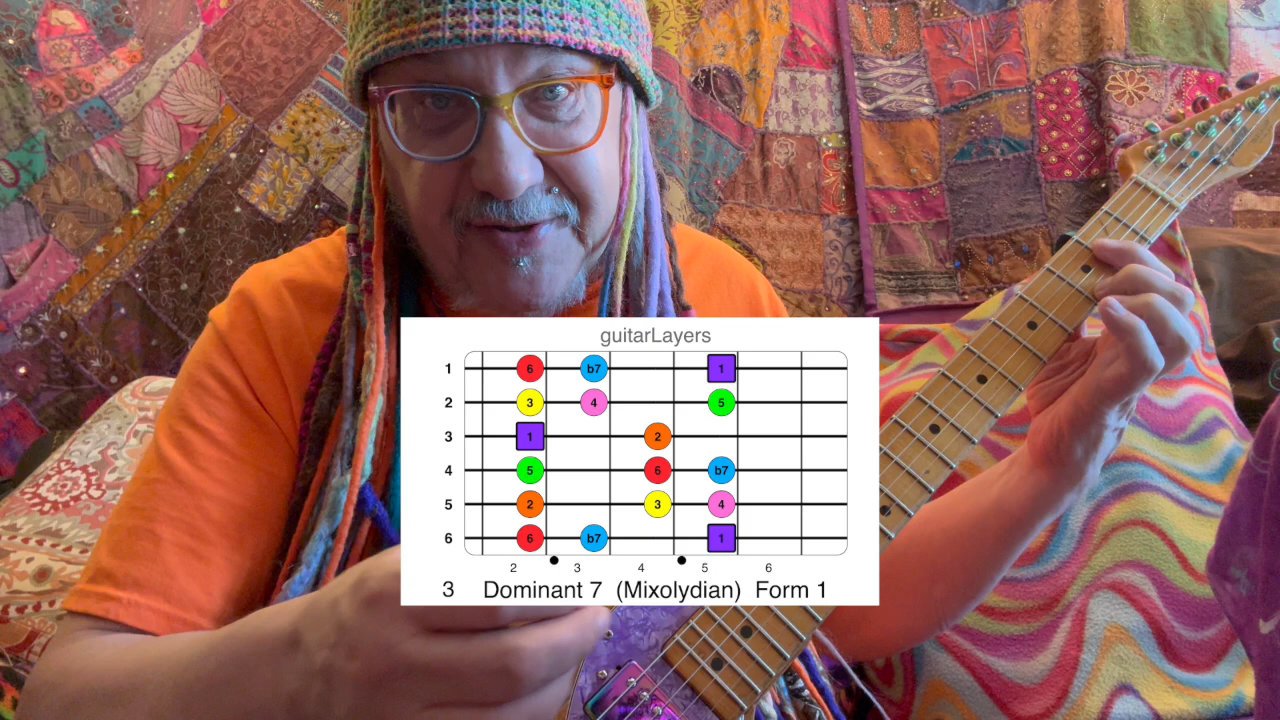 guitarLayers
1 6 b7 1
2 3 4 5
3 1 2
4 5 6 b7
5 2 3 4
6 6 b7 1
2 3 4 5 6
3 Dominant 7 (Mixolydian) Form 1